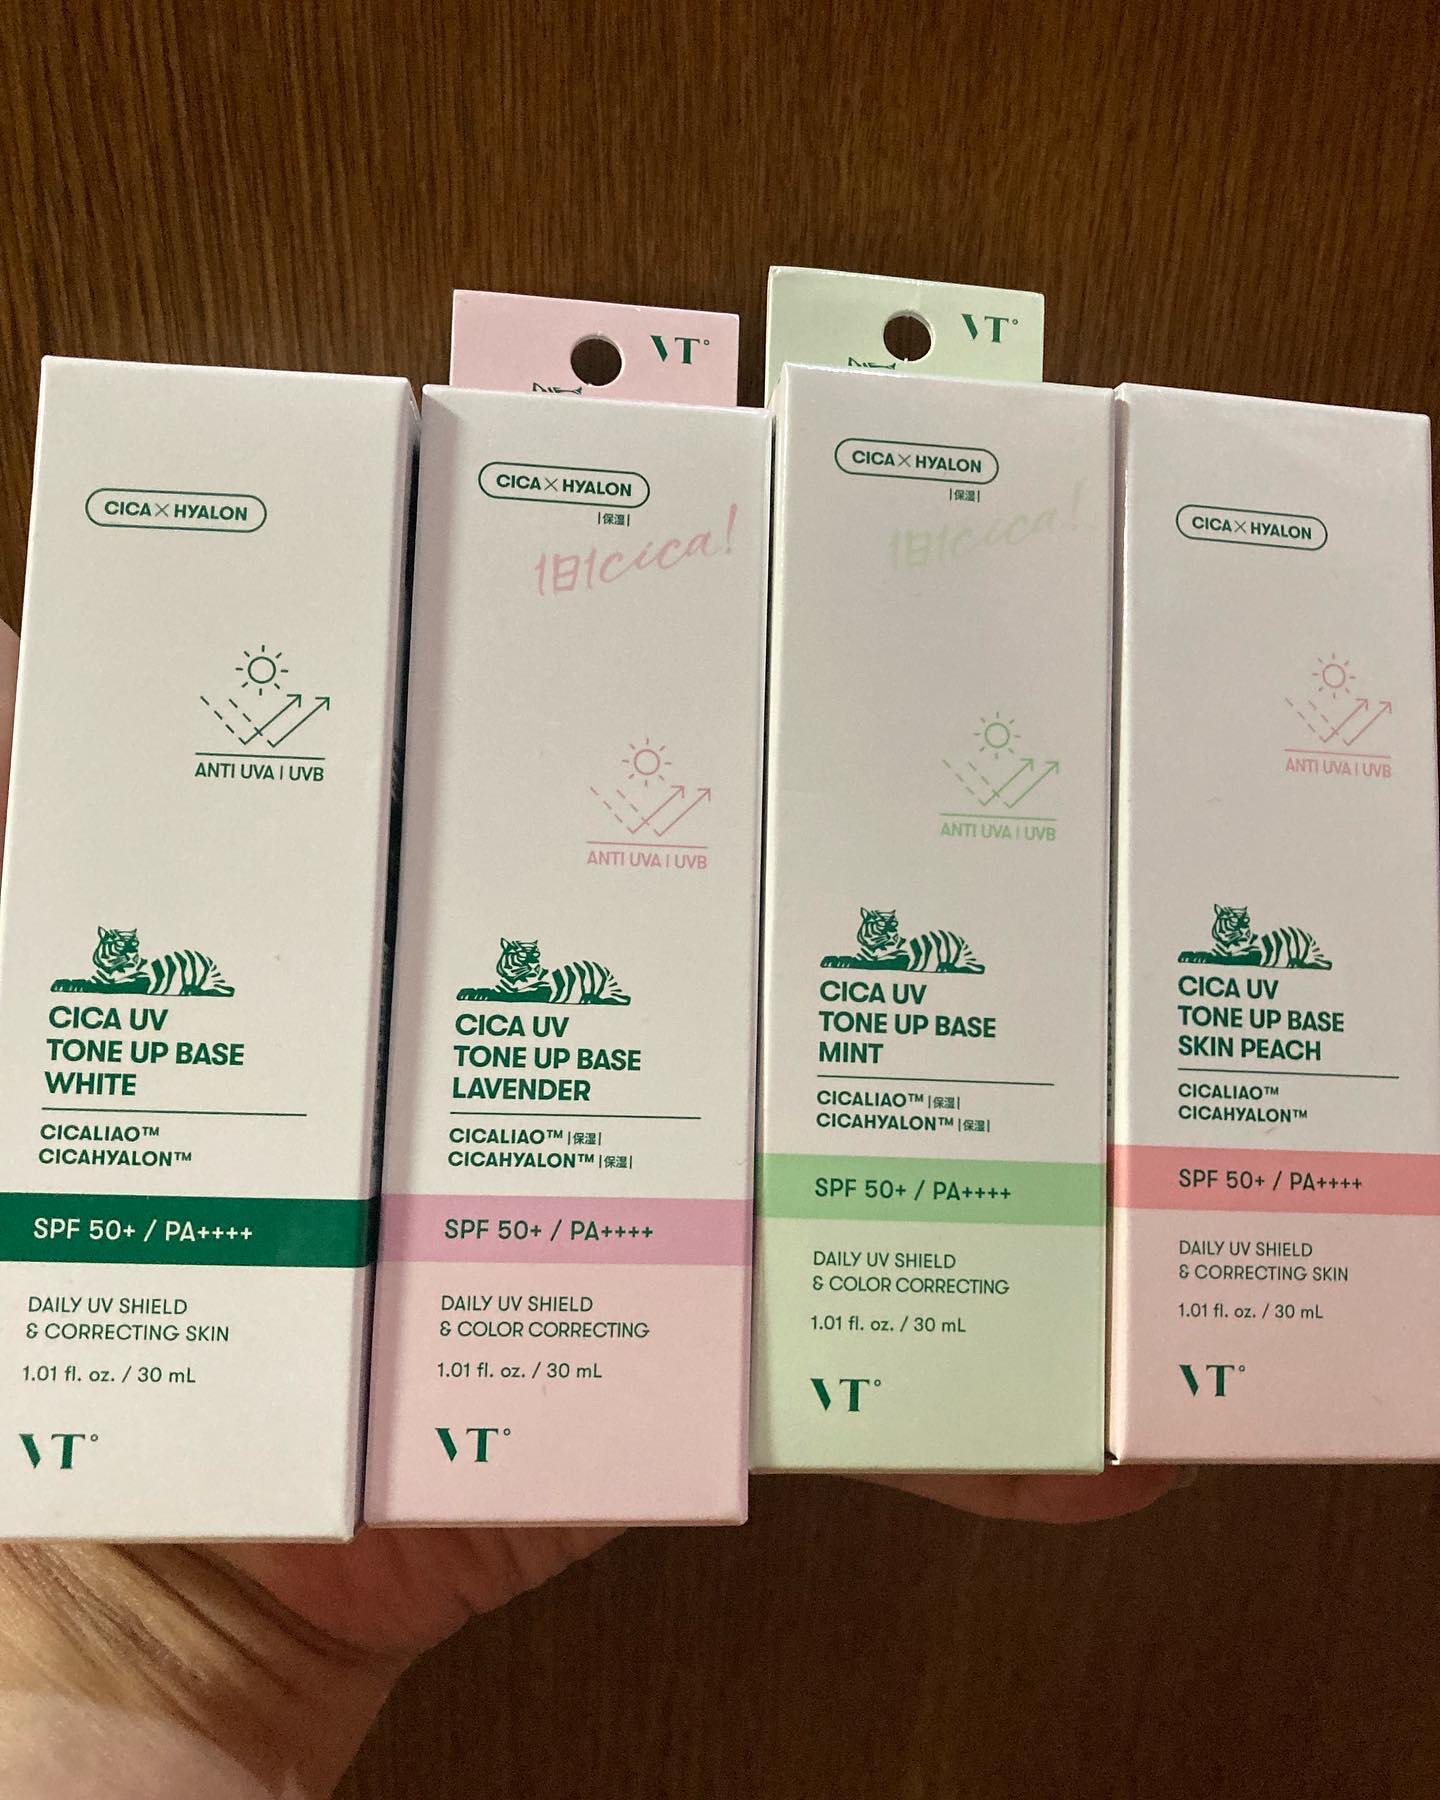 CICA×HYALON
ANTI UVA | UVB
CICA UV
TONE UP BASE
WHITE
CICALIAO™
CICAHYALON™
SPF 50+ / PA++++
DAILY UV SHIELD
& CORRECTING SKIN
1.01 fl. oz. / 30 mL
VT°
VT°
CICA×HYALON
|保湿|
1日1cica!
ANTI UVA | UVB
CICA UV
TONE UP BASE
LAVENDER
CICALIAO™ |保湿|
CICAHYALON™ |保湿|
SPF 50+ / PA++++
DAILY UV SHIELD
& COLOR CORRECTING
1.01 fl. oz. / 30 mL
VT°
VT°
CICA×HYALON
|保湿|
1日1cica!
ANTI UVA | UVB
CICA UV
TONE UP BASE
MINT
CICALIAO™ |保湿|
CICAHYALON™ |保湿|
SPF 50+ / PA++++
DAILY UV SHIELD
& COLOR CORRECTING
1.01 fl. oz. / 30 mL
VT°
CICA×HYALON
ANTI UVA | UVB
CICA UV
TONE UP BASE
SKIN PEACH
CICALIAO™
CICAHYALON™
SPF 50+ / PA++++
DAILY UV SHIELD
& CORRECTING SKIN
1.01 fl. oz. / 30 mL
VT°